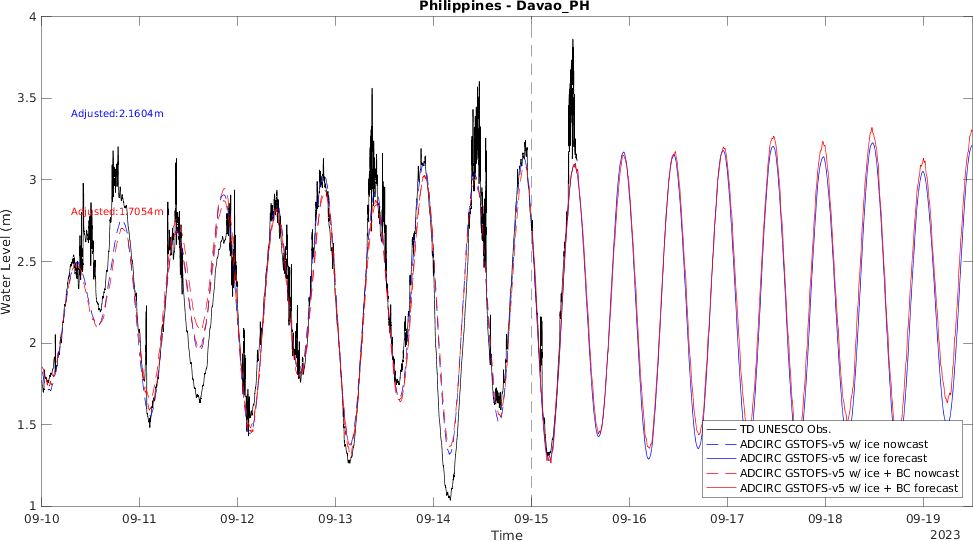 Philippines - Davao_PH
4
3.5
3
2.5
2
1.5
1
Water Level (m)
Adjusted:2.1604m
Adjusted:1.7054m
TD UNESCO Obs.
ADCIRC GSTOFS-v5 w/ ice nowcast
ADCIRC GSTOFS-v5 w/ ice forecast
ADCIRC GSTOFS-v5 w/ ice + BC nowcast
ADCIRC GSTOFS-v5 w/ ice + BC forecast
09-10 09-11 09-12 09-13 09-14 09-15 09-16 09-17 09-18 09-19
Time
2023